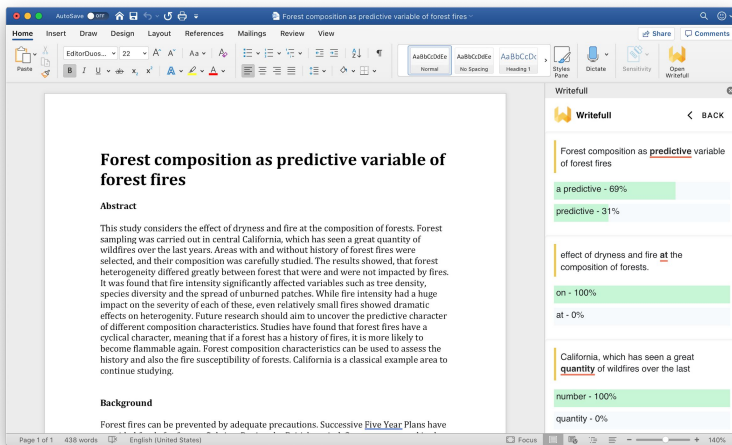 AutoSave OFF
Forest composition as predictive variable of forest fires
Home Insert Draw Design Layout References Mailings Review View
Share Comments
Paste
EditorDuos... 22
AaBbCcDdEe AaBbCcDdEe AaBbCcDc
Normal No Spacing Heading 1
Styles Pane
Dictate
Sensitivity
Open Writefull
Forest composition as predictive variable of
forest fires
Abstract
This study considers the effect of dryness and fire at the composition of forests. Forest
sampling was carried out in central California, which has seen a great quantity of
wildfires over the last years. Areas with and without history of forest fires were
selected, and their composition was carefully studied. The results showed, that forest
heterogeneity differed greatly between forest that were and were not impacted by fires.
It was found that fire intensity significantly affected variables such as tree density,
species diversity and the spread of unburned patches. While fire intensity had a huge
impact on the severity of each of these, even relatively small fires showed dramatic
effects on heterogenity. Future research should aim to uncover the predictive character
of different composition characteristics. Studies have found that forest fires have a
cyclical character, meaning that if a forest has a history of fires, it is more likely to
become flammable again. Forest composition characteristics can be used to assess the
history and also the fire susceptibility of forests. California is a classical example area to
continue studying.
Background
Forest fires can be prevented by adequate precautions. Successive Five Year Plans have
Writefull
Writefull
BACK
Forest composition as predictive variable
of forest fires
a predictive - 69%
predictive - 31%
effect of dryness and fire at the
composition of forests.
on - 100%
at - 0%
California, which has seen a great
quantity of wildfires over the last
number - 100%
quantity - 0%
Page 1 of 1 438 words English (United States) Focus 140%